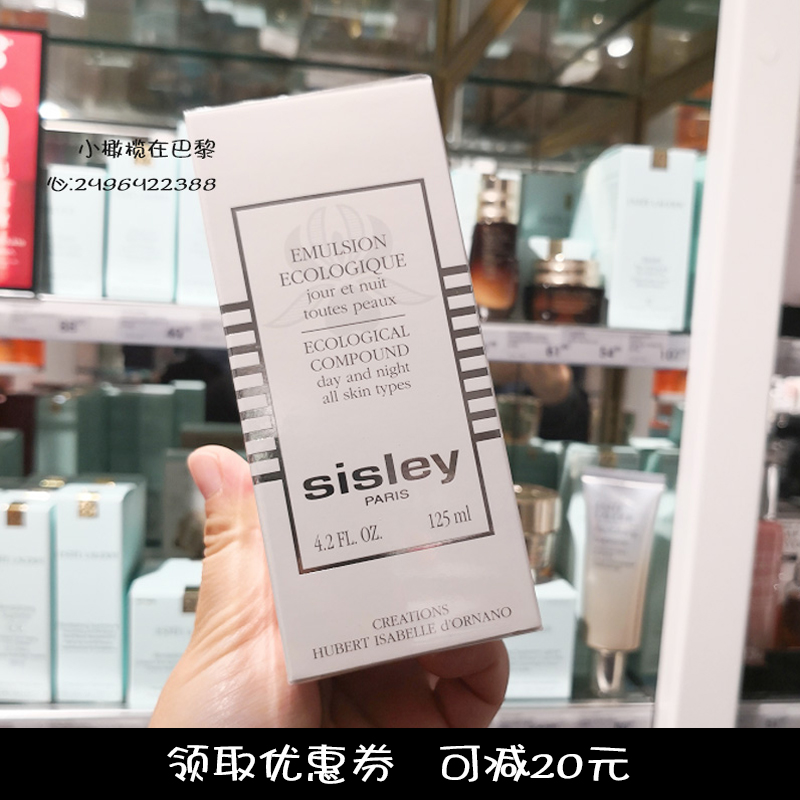 小橄榄在巴黎
心:2496422388
EMULSION
ECOLOGIQUE
jour et nuit
toutes peaux
ECOLOGICAL
COMPOUND
day and night
all skin types
sisley
PARIS
4.2 FL. OZ. 125 ml
CREATIONS
HUBERT ISABELLE d'ORNANO
领取优惠券 可减20元